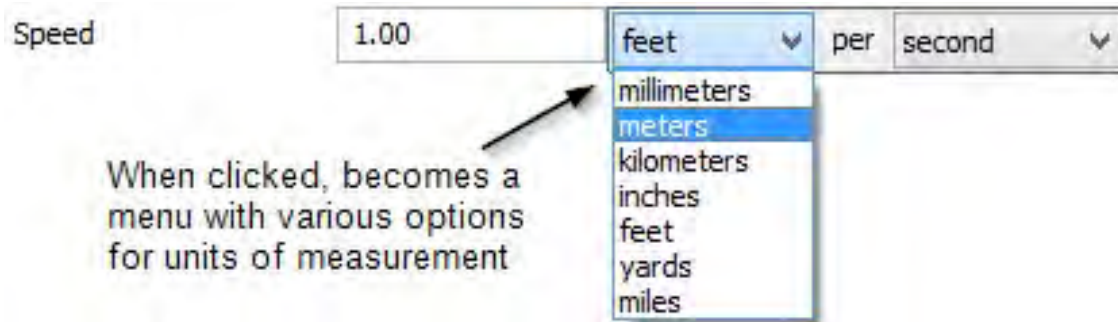 Speed 1.00 feet per second
millimeters
meters
kilometers
inches
feet
yards
miles
When clicked, becomes a
menu with various options
for units of measurement